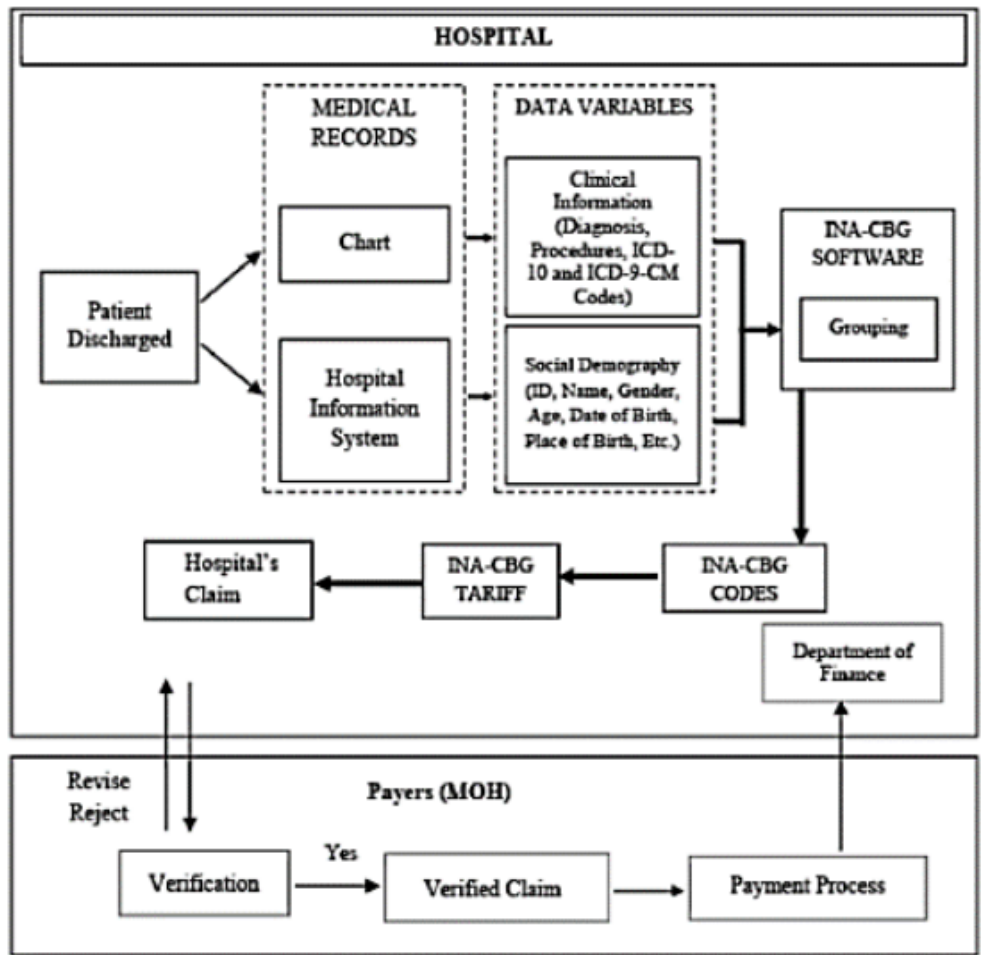 HOSPITAL
MEDICAL
RECORDS
DATA VARIABLES
Chart
Clinical
Information
(Diagnosis,
Procedures, ICD-
10 and ICD-9-CM
Codes)
INA-CBG
SOFTWARE
Grouping
Patient
Discharged
Hospital
Information
System
Social Demography
(ID, Name, Gender,
Age, Date of Birth,
Place of Birth, Etc.)
Hospital's
Claim
INA-CBG
TARIFF
INA-CBG
CODES
Department of
Finance
Revise
Reject
Payers (MOH)
Verification
Yes
Verified Claim
Payment Process